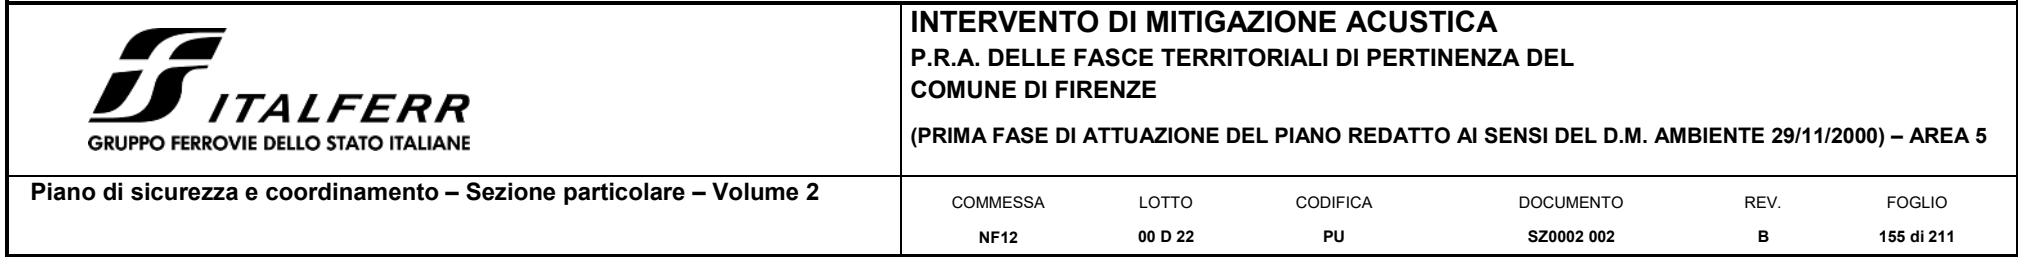 ITALFERR
GRUPPO FERROVIE DELLO STATO ITALIANE
INTERVENTO DI MITIGAZIONE ACUSTICA
P.R.A. DELLE FASCE TERRITORIALI DI PERTINENZA DEL
COMUNE DI FIRENZE
(PRIMA FASE DI ATTUAZIONE DEL PIANO REDATTO AI SENSI DEL D.M. AMBIENTE 29/11/2000) – AREA 5
Piano di sicurezza e coordinamento – Sezione particolare – Volume 2
COMMESSA LOTTO CODIFICA DOCUMENTO REV. FOGLIO
NF12 00 D 22 PU SZ0002 002 B 155 di 211